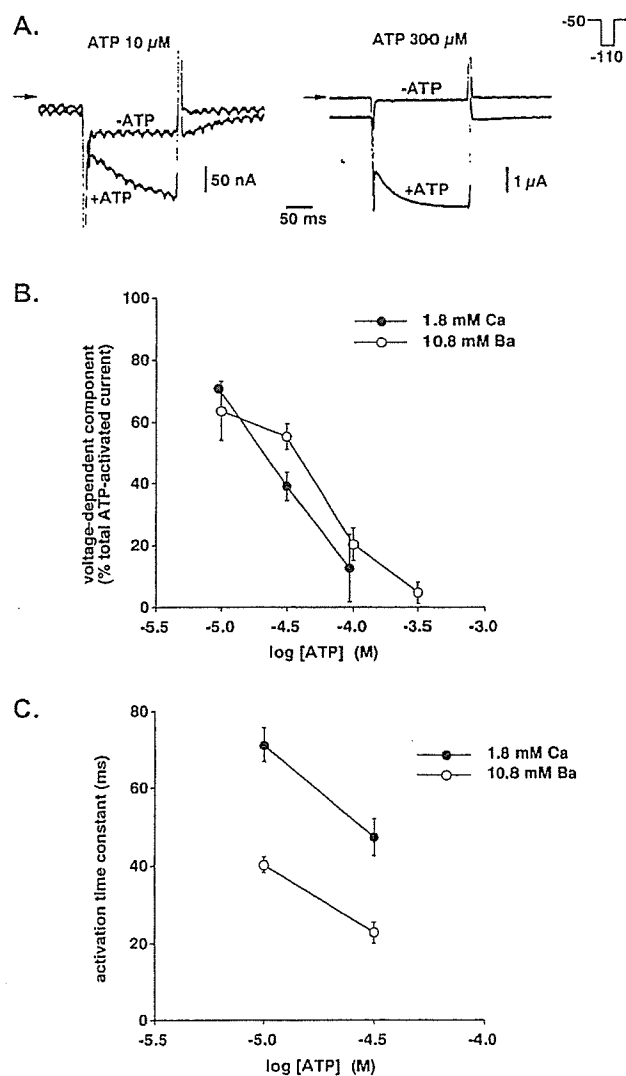 A.
ATP 10 µM
ATP 300 µM
-50
-110
-ATP
+ATP
50 nA
50 ms
-ATP
+ATP
1 µA
B.
voltage-dependent component
(% total ATP-activated current)
100
80
60
40
20
0
1.8 mM Ca
10.8 mM Ba
-5.5
-5.0
-4.5
-4.0
-3.5
-3.0
log [ATP] (M)
C.
activation time constant (ms)
80
60
40
20
0
1.8 mM Ca
10.8 mM Ba
-5.5
-5.0
-4.5
-4.0
log [ATP] (M)